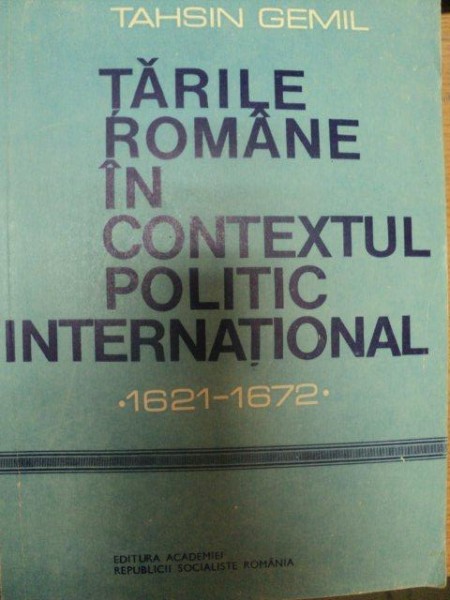 TAHSIN GEMIL
ȚĂRILE
ROMÂNE
ÎN
CONTEXTUL
POLITIC
INTERNAȚIONAL
•1621-1672•
EDITURA ACADEMIEI
REPUBLICII SOCIALISTE ROMÂNIA